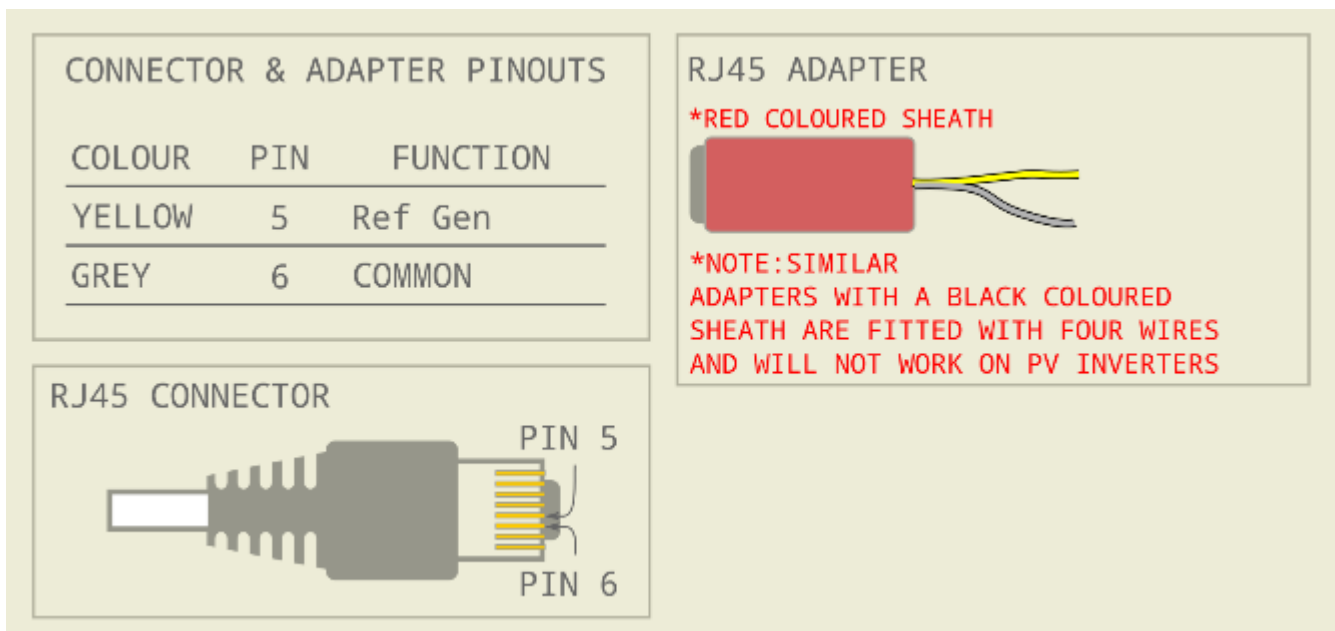 CONNECTOR & ADAPTER PINOUTS
COLOUR PIN FUNCTION
YELLOW 5 Ref Gen
GREY 6 COMMON
RJ45 CONNECTOR
PIN 5
PIN 6
RJ45 ADAPTER
*RED COLOURED SHEATH
*NOTE:SIMILAR
ADAPTERS WITH A BLACK COLOURED
SHEATH ARE FITTED WITH FOUR WIRES
AND WILL NOT WORK ON PV INVERTERS